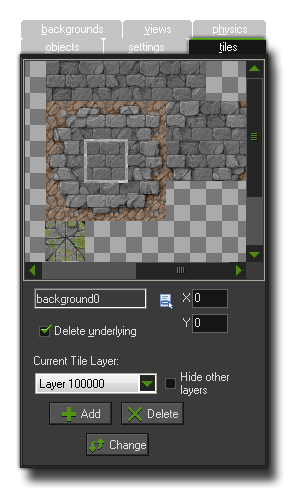 backgrounds views physics
objects settings tiles
background0 X 0
Y 0
Delete underlying
Current Tile Layer:
Layer 100000 Hide other layers
Add Delete
Change